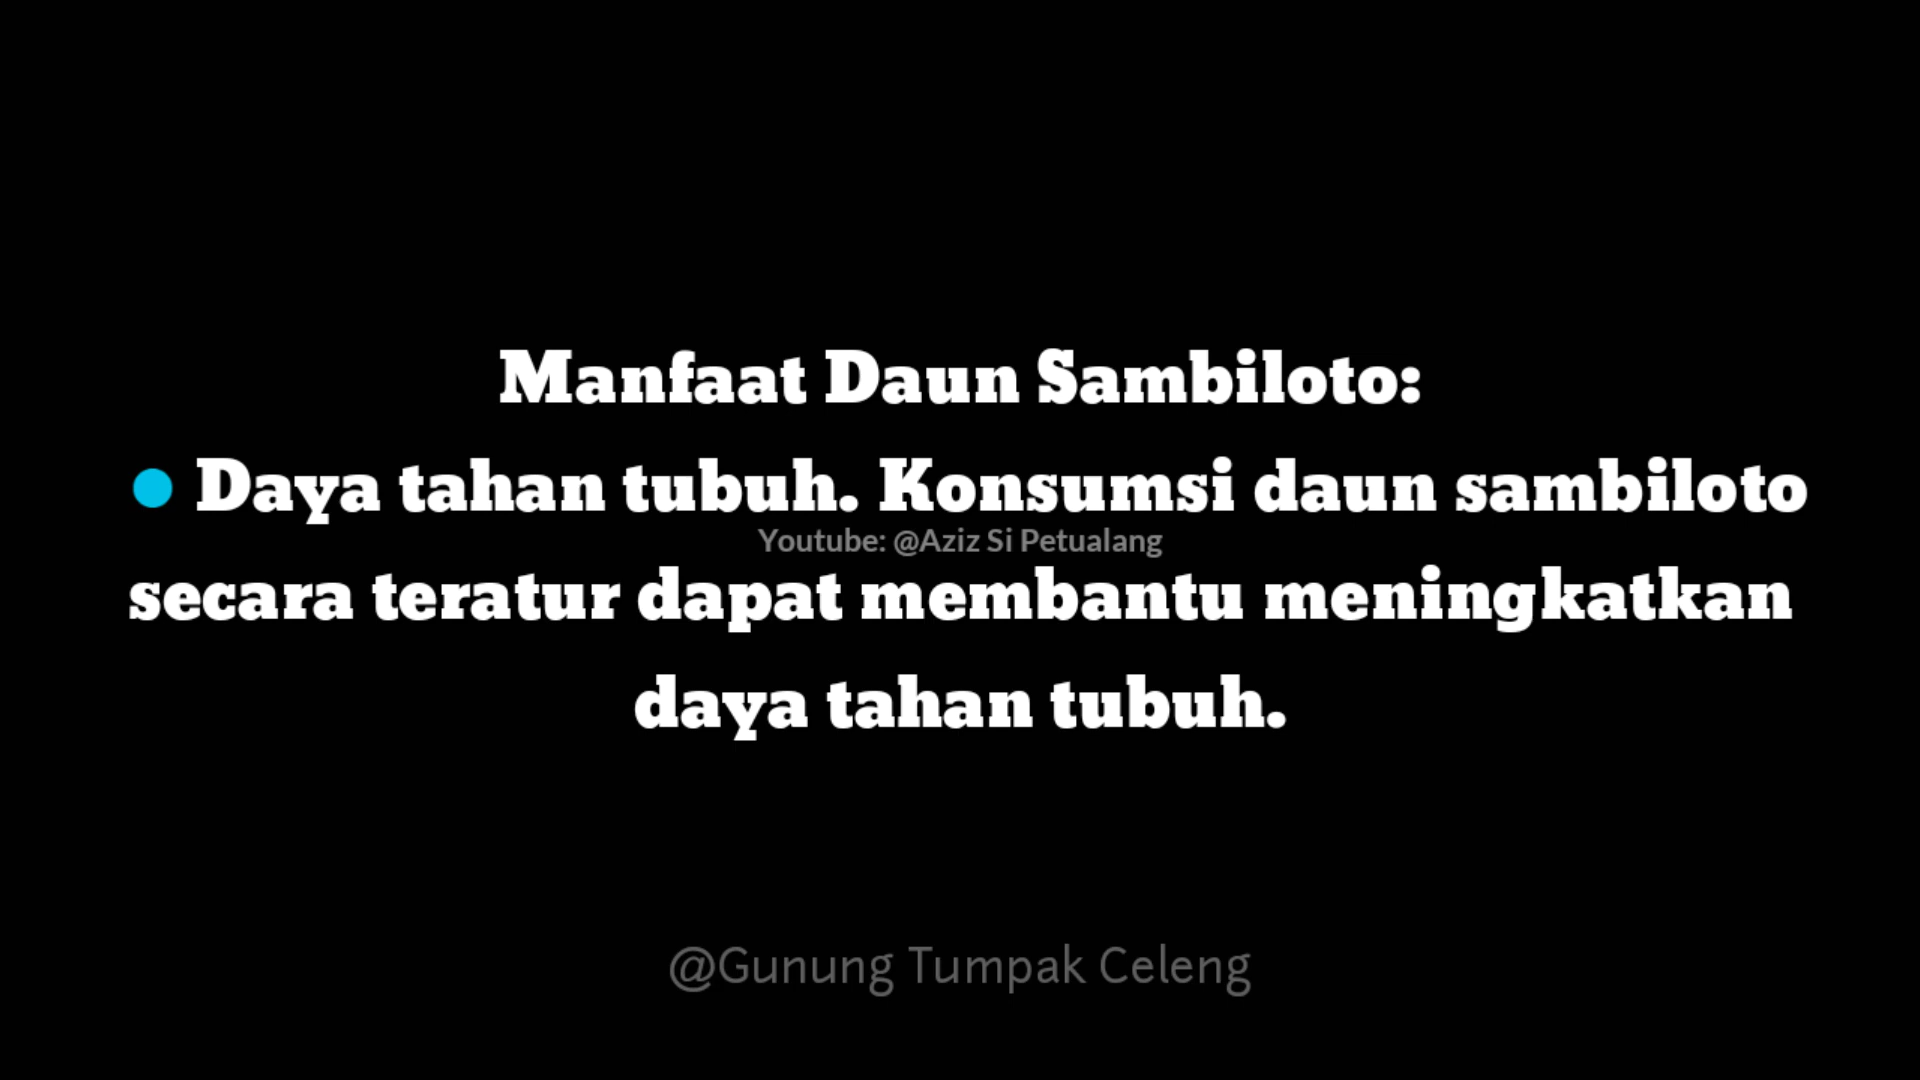 Manfaat Daun Sambiloto:
Daya tahan tubuh. Konsumsi daun sambiloto
Youtube: @Aziz Si Petualang
secara teratur dapat membantu meningkatkan
daya tahan tubuh.
@Gunung Tumpak Celeng